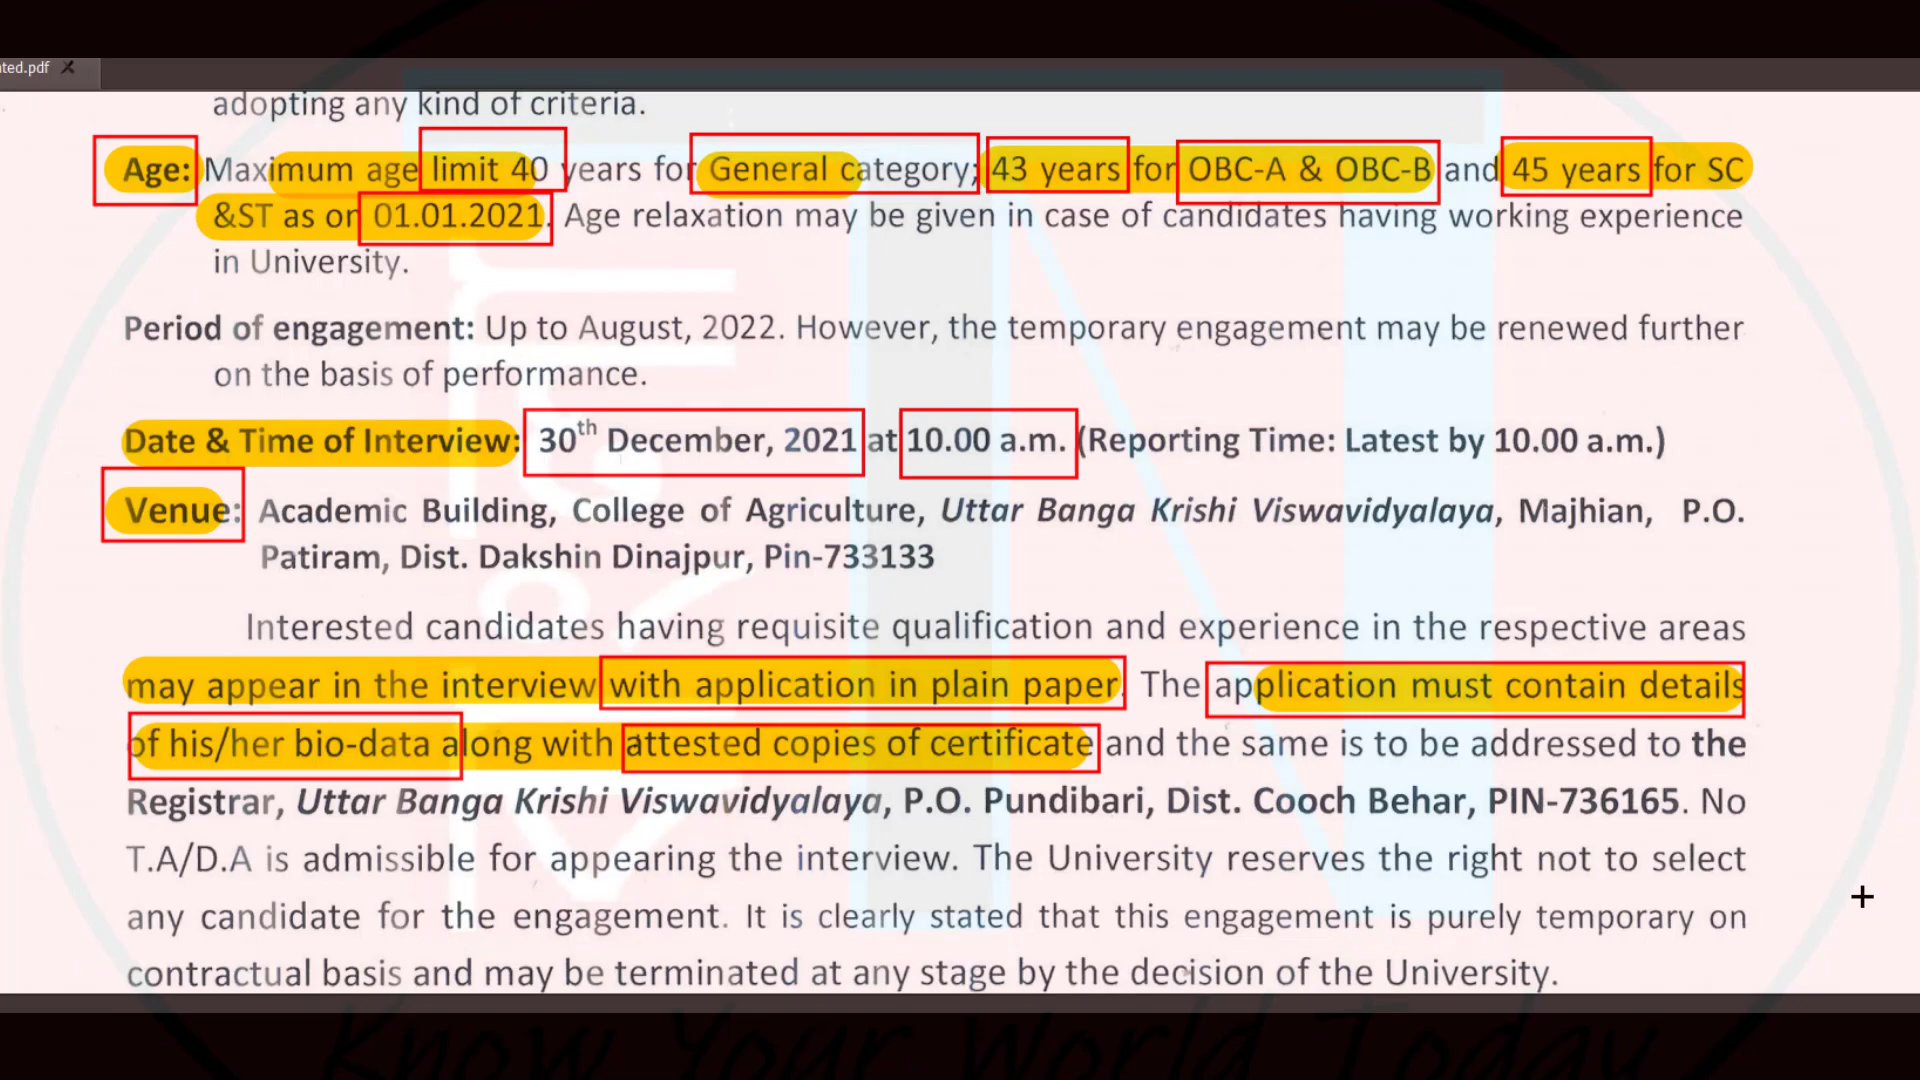 ted.pdf
adopting any kind of criteria.
Age: Maximum age limit 40 years for General category; 43 years for OBC-A & OBC-B and 45 years for SC
&ST as on 01.01.2021. Age relaxation may be given in case of candidates having working experience
in University.
Period of engagement: Up to August, 2022. However, the temporary engagement may be renewed further
on the basis of performance.
Date & Time of Interview: 30th December, 2021 at 10.00 a.m. (Reporting Time: Latest by 10.00 a.m.)
Venue: Academic Building, College of Agriculture, Uttar Banga Krishi Viswavidyalaya, Majhian, P.O.
Patiram, Dist. Dakshin Dinajpur, Pin-733133
Interested candidates having requisite qualification and experience in the respective areas
may appear in the interview with application in plain paper. The application must contain details
of his/her bio-data along with attested copies of certificate and the same is to be addressed to the
Registrar, Uttar Banga Krishi Viswavidyalaya, P.O. Pundibari, Dist. Cooch Behar, PIN-736165. No
T.A/D.A is admissible for appearing the interview. The University reserves the right not to select
any candidate for the engagement. It is clearly stated that this engagement is purely temporary on
contractual basis and may be terminated at any stage by the decision of the University.
Know Your World Today